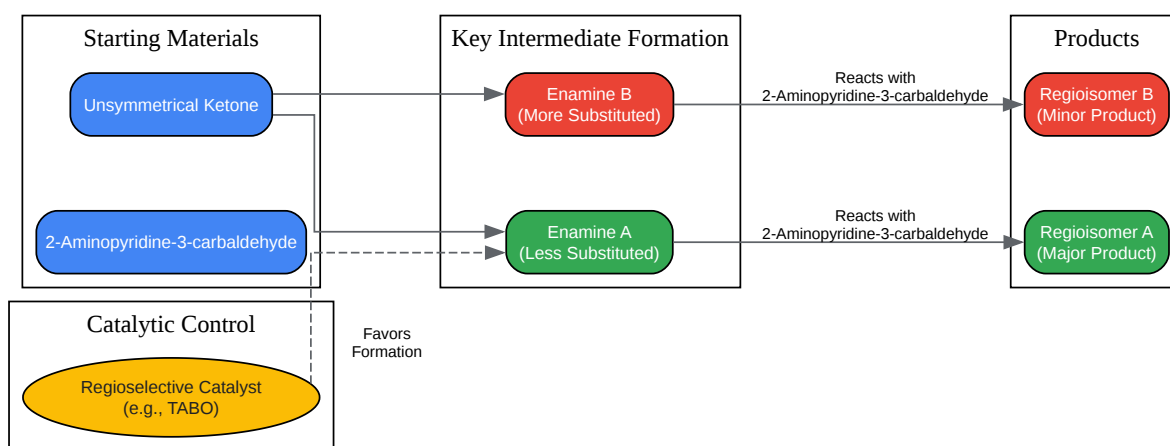 Starting Materials
Unsymmetrical Ketone
2-Aminopyridine-3-carbaldehyde
Key Intermediate Formation
Enamine B
(More Substituted)
Enamine A
(Less Substituted)
Reacts with
2-Aminopyridine-3-carbaldehyde
Reacts with
2-Aminopyridine-3-carbaldehyde
Products
Regioisomer B
(Minor Product)
Regioisomer A
(Major Product)
Catalytic Control
Regioselective Catalyst
(e.g., TABO)
Favors
Formation